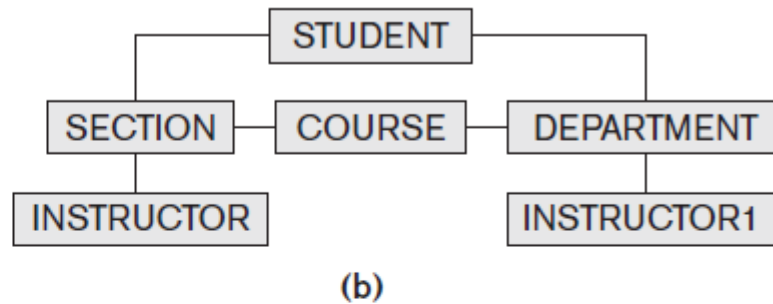 STUDENT
SECTION COURSE DEPARTMENT
INSTRUCTOR INSTRUCTOR1
(b)